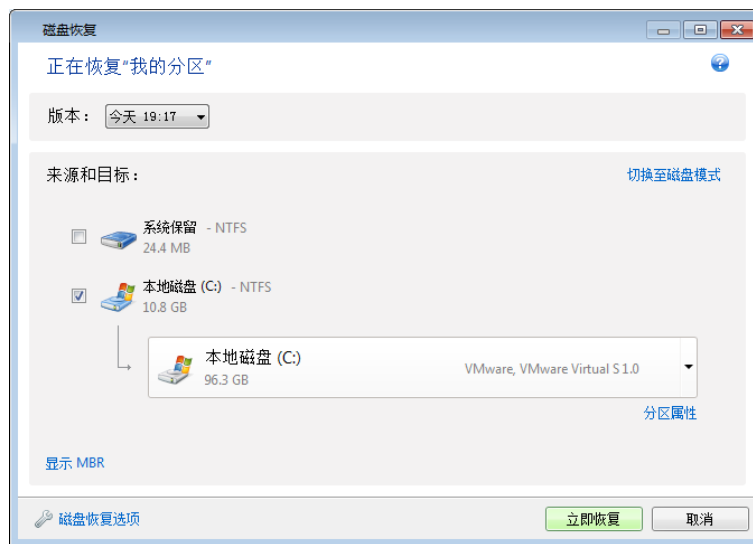 磁盘恢复
正在恢复"我的分区"
版本： 今天 19:17
来源和目标：
切换至磁盘模式
系统保留 - NTFS
24.4 MB
本地磁盘 (C:) - NTFS
10.8 GB
本地磁盘 (C:)
96.3 GB
VMware, VMware Virtual S 1.0
分区属性
显示 MBR
磁盘恢复选项
立即恢复
取消